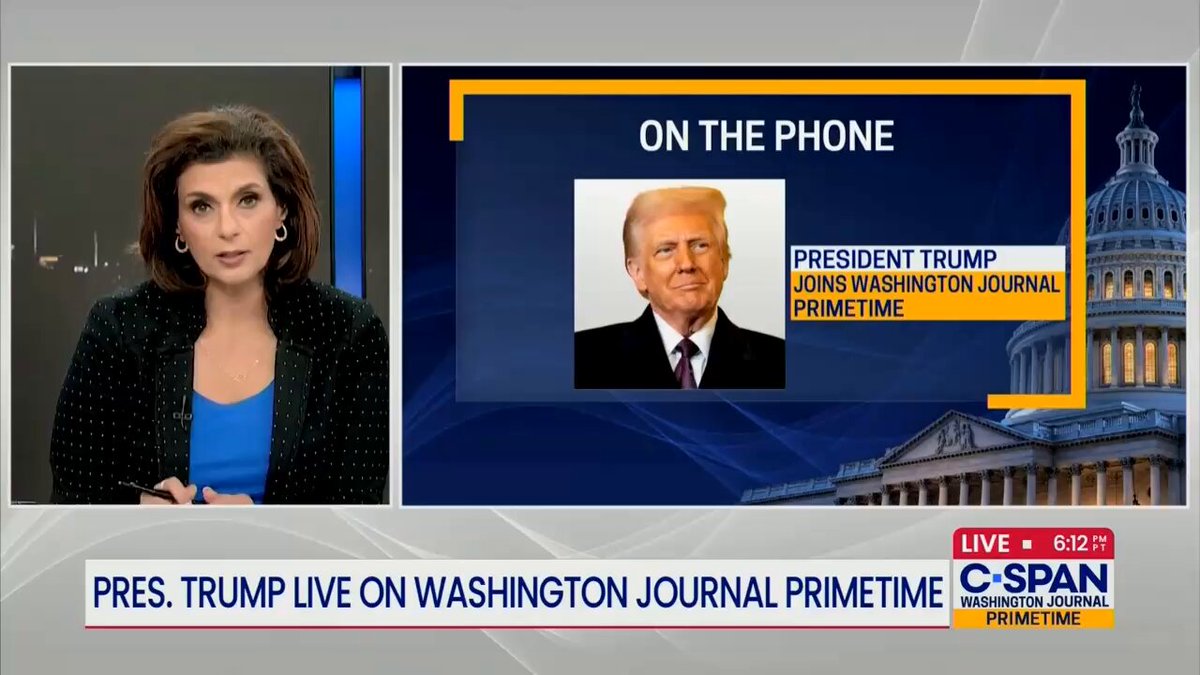 ON THE PHONE
PRESIDENT TRUMP
JOINS WASHINGTON JOURNAL
PRIMETIME
PRES. TRUMP LIVE ON WASHINGTON JOURNAL PRIMETIME
LIVE 6:12 PM PT
C-SPAN
WASHINGTON JOURNAL
PRIMETIME